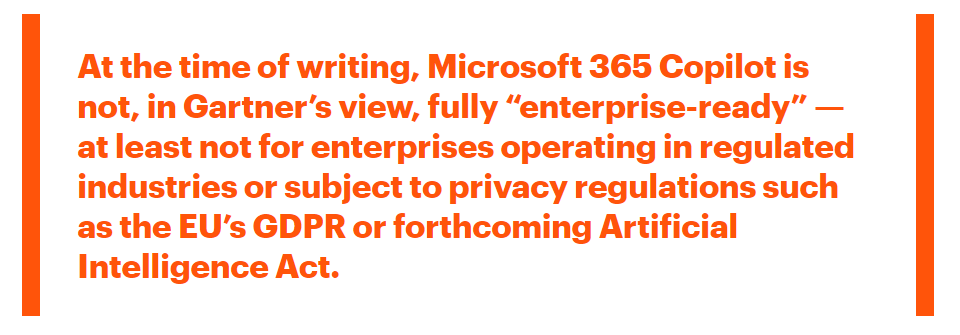 At the time of writing, Microsoft 365 Copilot is
not, in Gartner’s view, fully “enterprise-ready” —
at least not for enterprises operating in regulated
industries or subject to privacy regulations such
as the EU’s GDPR or forthcoming Artificial
Intelligence Act.